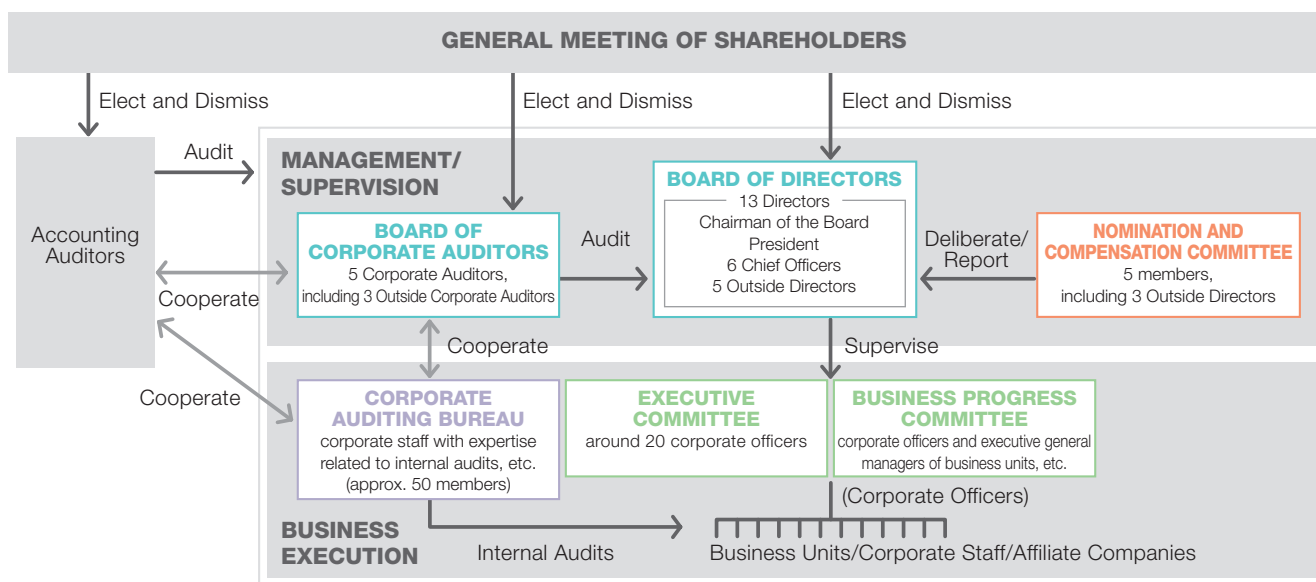 GENERAL MEETING OF SHAREHOLDERS
Elect and Dismiss
Elect and Dismiss
Elect and Dismiss
Accounting
Auditors
Audit
MANAGEMENT/
SUPERVISION
BOARD OF
CORPORATE AUDITORS
5 Corporate Auditors,
including 3 Outside Corporate Auditors
Audit
BOARD OF DIRECTORS
13 Directors
Chairman of the Board
President
6 Chief Officers
5 Outside Directors
Deliberate/
Report
NOMINATION AND
COMPENSATION COMMITTEE
5 members,
including 3 Outside Directors
Cooperate
Cooperate
Supervise
Cooperate
CORPORATE
AUDITING BUREAU
corporate staff with expertise
related to internal audits, etc.
(approx. 50 members)
EXECUTIVE
COMMITTEE
around 20 corporate officers
BUSINESS PROGRESS
COMMITTEE
corporate officers and executive general
managers of business units, etc.
(Corporate Officers)
BUSINESS
EXECUTION
Internal Audits
Business Units/Corporate Staff/Affiliate Companies